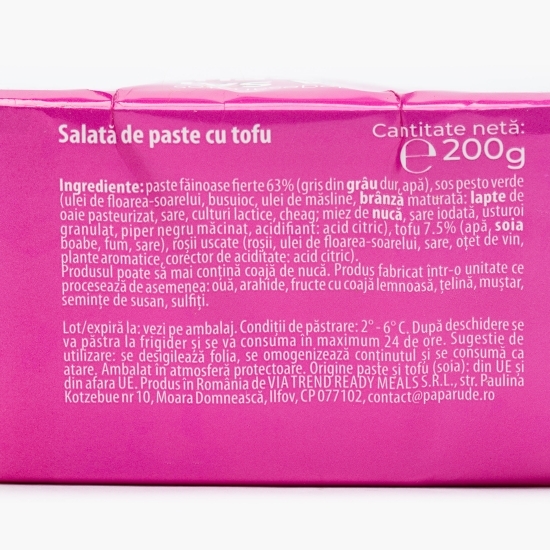 Salată de paste cu tofu
Cantitate netă:
℮ 200g
Ingrediente: paste făinoase fierte 63% (gris din grâu dur, apă), sos pesto verde
(ulei de floarea-soarelui, busuioc, ulei de măsline, brânză maturată: lapte de
oaie pasteurizat, sare, culturi lactice, cheag; miez de nucă, sare iodată, usturoi
granulat, piper negru măcinat, acidifiant: acid citric), tofu 7.5% (apă, soia
boabe, fum, sare), roșii uscate (roșii, ulei de floarea-soarelui, sare, oțet de vin,
plante aromatice, corector de aciditate: acid citric).
Produsul poate să mai conțină coajă de nucă. Produs fabricat într-o unitate ce
procesează de asemenea: ouă, arahide, fructe cu coajă lemnoasă, țelină, muștar,
semințe de susan, sulfiți.
Lot/expiră la: vezi pe ambalaj. Condiții de păstrare: 2° - 6° C. După deschidere se
va păstra la frigider și se va consuma în maximum 24 de ore. Sugestie de
utilizare: se desigilează folia, se omogenizează conținutul și se consumă ca
atare. Ambalat în atmosferă protectoare. Origine paste și tofu (soia): din UE și
din afara UE. Produs în România de VIA TREND READY MEALS S.R.L., str. Paulina
Kotzebue nr 10, Moara Domnească, Ilfov, CP 077102, contact@paparude.ro